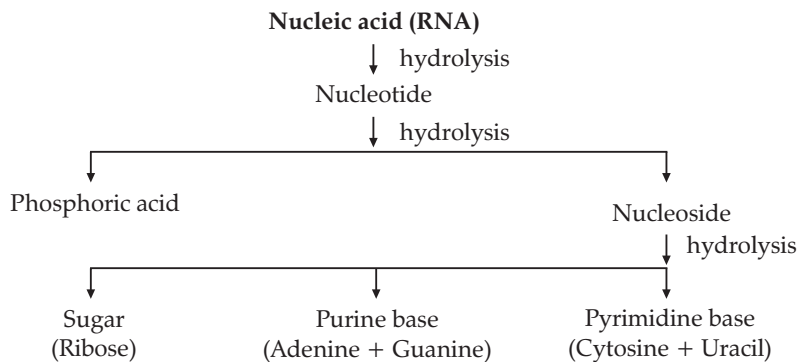 Nucleic acid (RNA)
hydrolysis
Nucleotide
hydrolysis
Phosphoric acid
Nucleoside
hydrolysis
Sugar
(Ribose)
Purine base
(Adenine + Guanine)
Pyrimidine base
(Cytosine + Uracil)